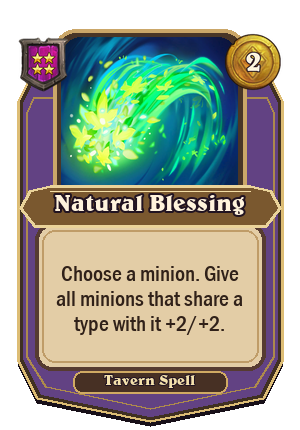 2
Natural Blessing
Choose a minion. Give
all minions that share a
type with it +2/+2.
Tavern Spell